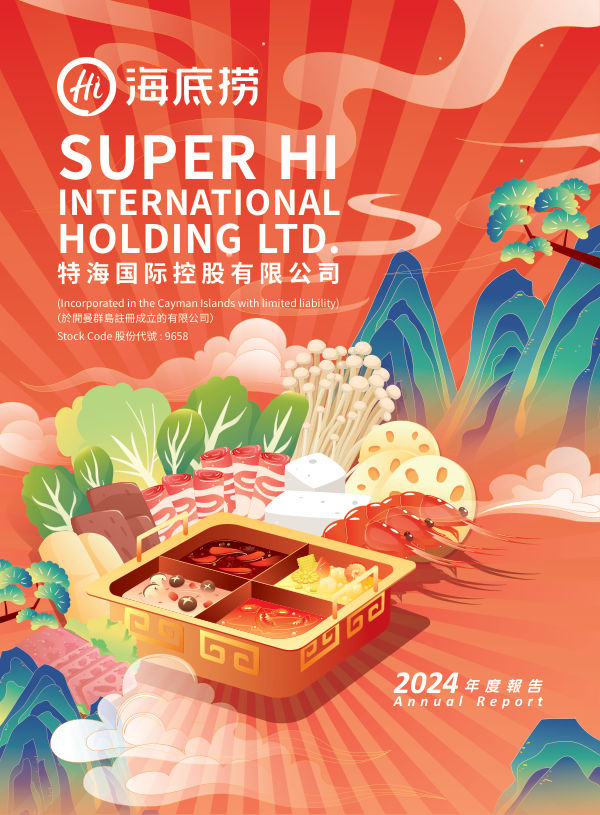 Hi 海底捞
SUPER HI
INTERNATIONAL
HOLDING LTD.
特海国际控股有限公司
(Incorporated in the Cayman Islands with limited liability)
（於開曼群島註冊成立的有限公司）
Stock Code 股份代號 : 9658
2024 年度報告
Annual Report